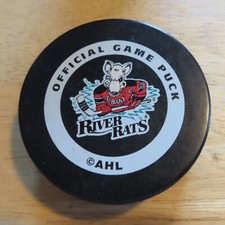 OFFICIAL GAME PUCK
ALBANY
RIVER RATS
©AHL